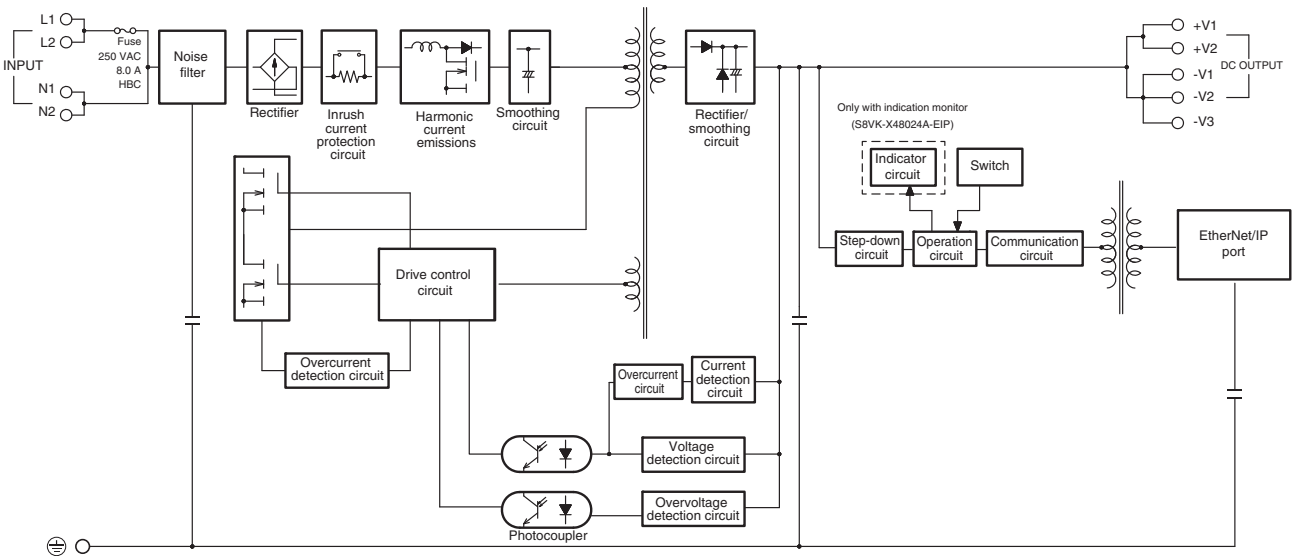 L1
L2
INPUT
N1
N2
Fuse
250 VAC
8.0 A
HBC
Noise
filter
Rectifier
Inrush
current
protection
circuit
Harmonic
current
emissions
Smoothing
circuit
Rectifier/
smoothing
circuit
+V1
+V2
DC OUTPUT
-V1
-V2
-V3
Only with indication monitor
(S8VK-X48024A-EIP)
Indicator
circuit
Switch
Step-down
circuit
Operation
circuit
Communication
circuit
EtherNet/IP
port
Drive control
circuit
Overcurrent
detection circuit
Overcurrent
circuit
Current
detection
circuit
Voltage
detection circuit
Overvoltage
detection circuit
Photocoupler